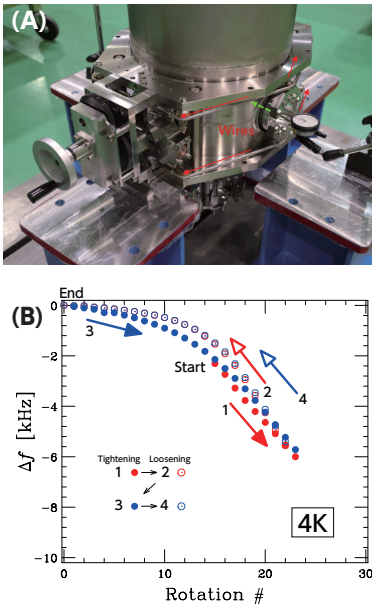 (A)
Wires
(B)
End
3
Start
2
1
4
Tightening Loosening
1 → 2
3 → 4
4K
0
-2
-4
-6
-8
-10
Δf [kHz]
0 10 20 30
Rotation #